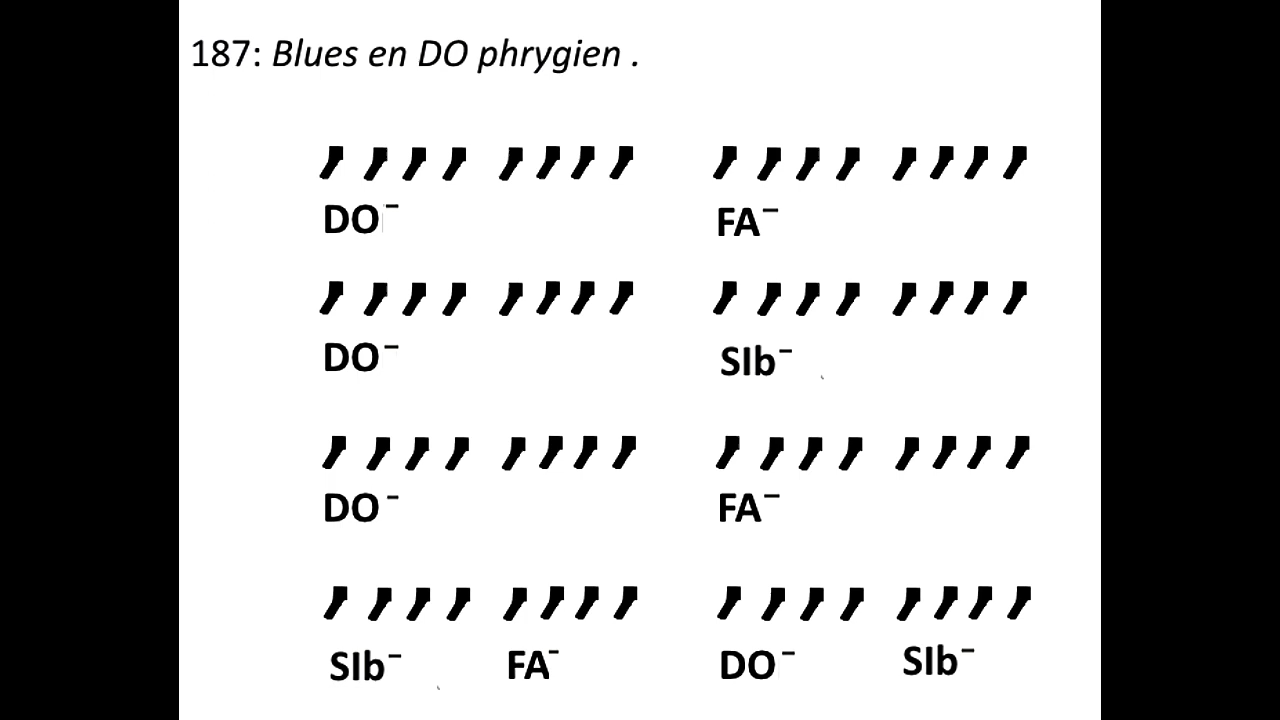 187: Blues en DO phrygien .
, , , , , , , , , , , , , , , ,
DO⁻ FA⁻
, , , , , , , , , , , , , , , ,
DO⁻ SIb⁻
, , , , , , , , , , , , , , , ,
DO⁻ FA⁻
, , , , , , , , , , , , , , , ,
SIb⁻ FA⁻ DO⁻ SIb⁻